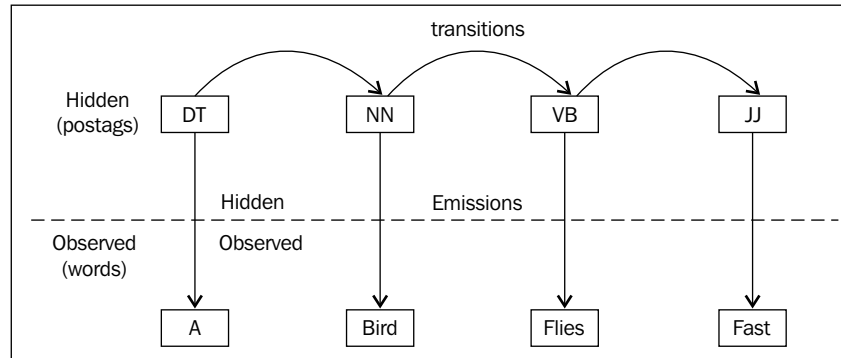 transitions
Hidden
(postags)
DT
NN
VB
JJ
Hidden
Emissions
Observed
(words)
Observed
A
Bird
Flies
Fast